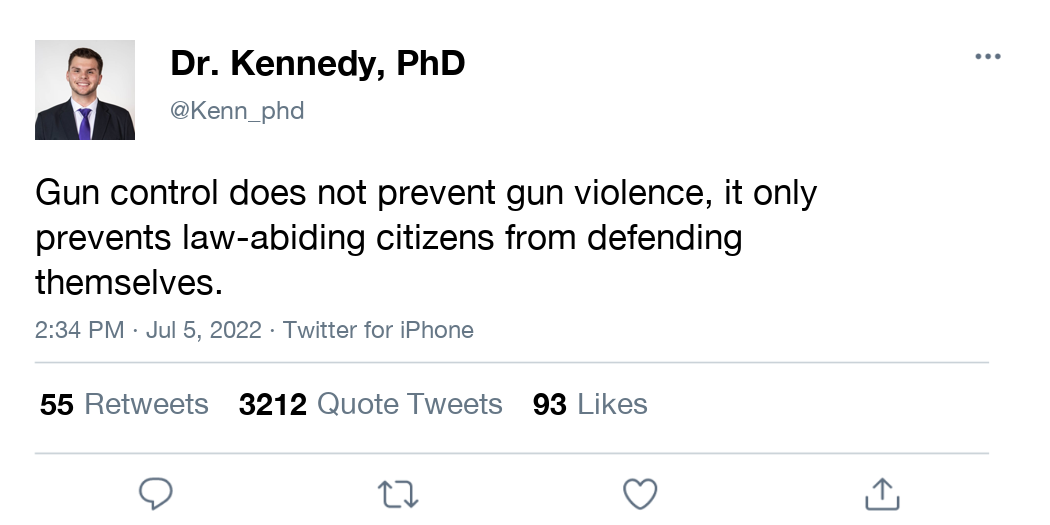 Dr. Kennedy, PhD
@Kenn_phd
Gun control does not prevent gun violence, it only
prevents law-abiding citizens from defending
themselves.
2:34 PM · Jul 5, 2022 · Twitter for iPhone
55 Retweets 3212 Quote Tweets 93 Likes